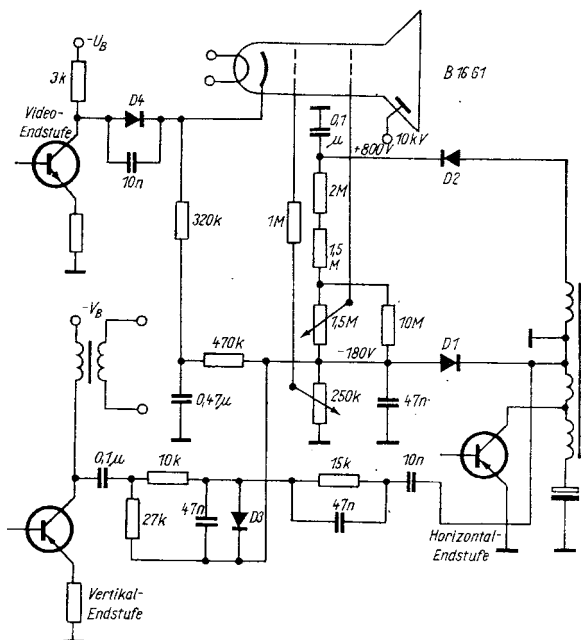 -U_B
3k
D4
B 16 G1
Video-
Endstufe
10n
0,1
μ
10kV
+800V
D2
2M
320k
1M
1,5
M
1,5M
10M
-V_B
470k
-180V
D1
0,47μ
250k
47n
0,1μ
10k
15k
10n
27k
47n
D3
47n
Horizontal-
Endstufe
Vertikal-
Endstufe